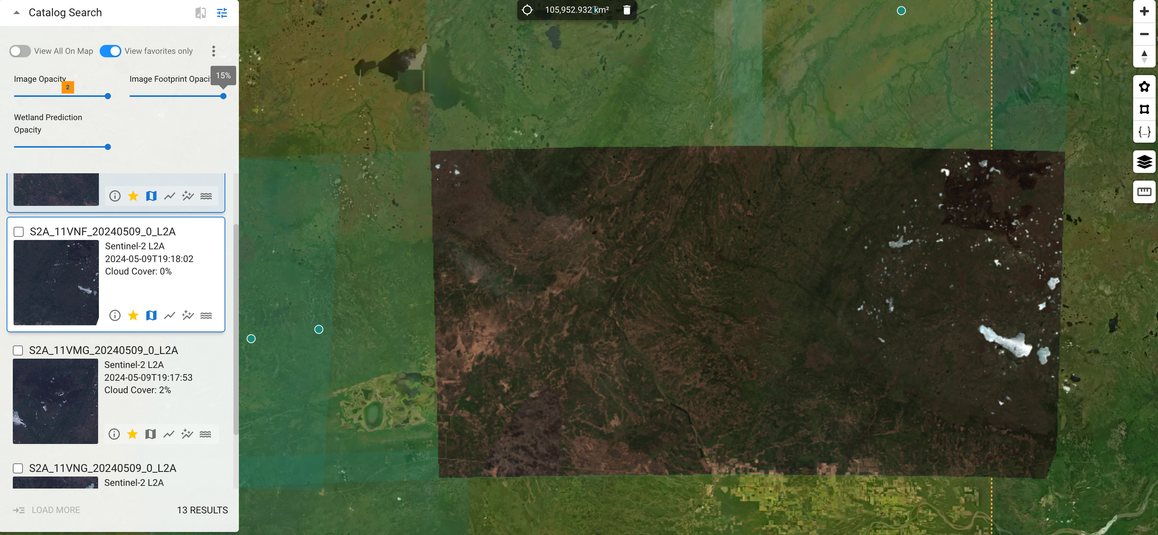 Catalog Search
105,952.932 km²
View All On Map
View favorites only
Image Opacity
Image Footprint Opaci
15%
2
Wetland Prediction
Opacity
S2A_11VNF_20240509_0_L2A
Sentinel-2 L2A
2024-05-09T19:18:02
Cloud Cover: 0%
S2A_11VMG_20240509_0_L2A
Sentinel-2 L2A
2024-05-09T19:17:53
Cloud Cover: 2%
S2A_11VNG_20240509_0_L2A
Sentinel-2 L2A
LOAD MORE
13 RESULTS
{...}